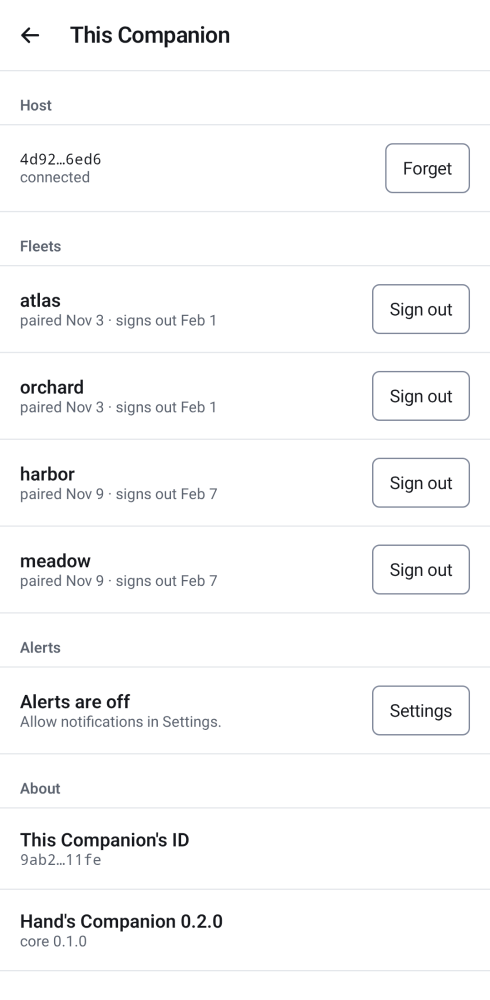 This Companion
Host
4d92…6ed6
connected
Forget
Fleets
atlas
paired Nov 3 · signs out Feb 1
Sign out
orchard
paired Nov 3 · signs out Feb 1
Sign out
harbor
paired Nov 9 · signs out Feb 7
Sign out
meadow
paired Nov 9 · signs out Feb 7
Sign out
Alerts
Alerts are off
Allow notifications in Settings.
Settings
About
This Companion's ID
9ab2…11fe
Hand's Companion 0.2.0
core 0.1.0